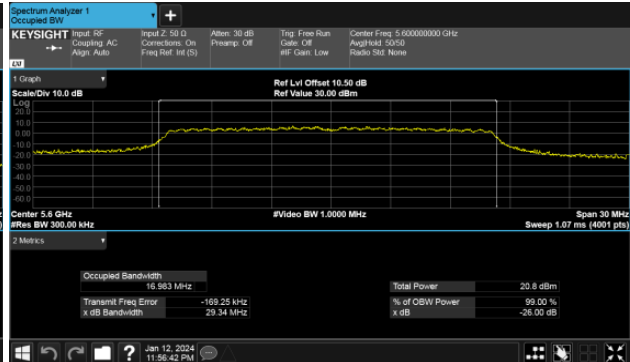 Spectrum Analyzer 1
Occupied BW
+
KEYSIGHT Input: RF Input Z: 50 Ω Atten: 30 dB Trig: Free Run Center Freq: 5.600000000 GHz
Coupling: AC Corrections: On Preamp: Off Gate: Off Avg|Hold: 50/50
Align: Auto Freq Ref: Int (S) #IF Gain: Low Radio Std: None
LXI
1 Graph Ref Lvl Offset 10.50 dB
Scale/Div 10.0 dB Ref Value 30.00 dBm
Log
20.0
10.0
0.00
-10.0
-20.0
-30.0
-40.0
-50.0
-60.0
Center 5.6 GHz #Video BW 1.0000 MHz Span 30 MHz
#Res BW 300.00 kHz Sweep 1.07 ms (4001 pts)
2 Metrics
Occupied Bandwidth
16.983 MHz Total Power 20.8 dBm
Transmit Freq Error -169.25 kHz % of OBW Power 99.00 %
x dB Bandwidth 29.34 MHz x dB -26.00 dB
? Jan 12, 2024
11:56:42 PM